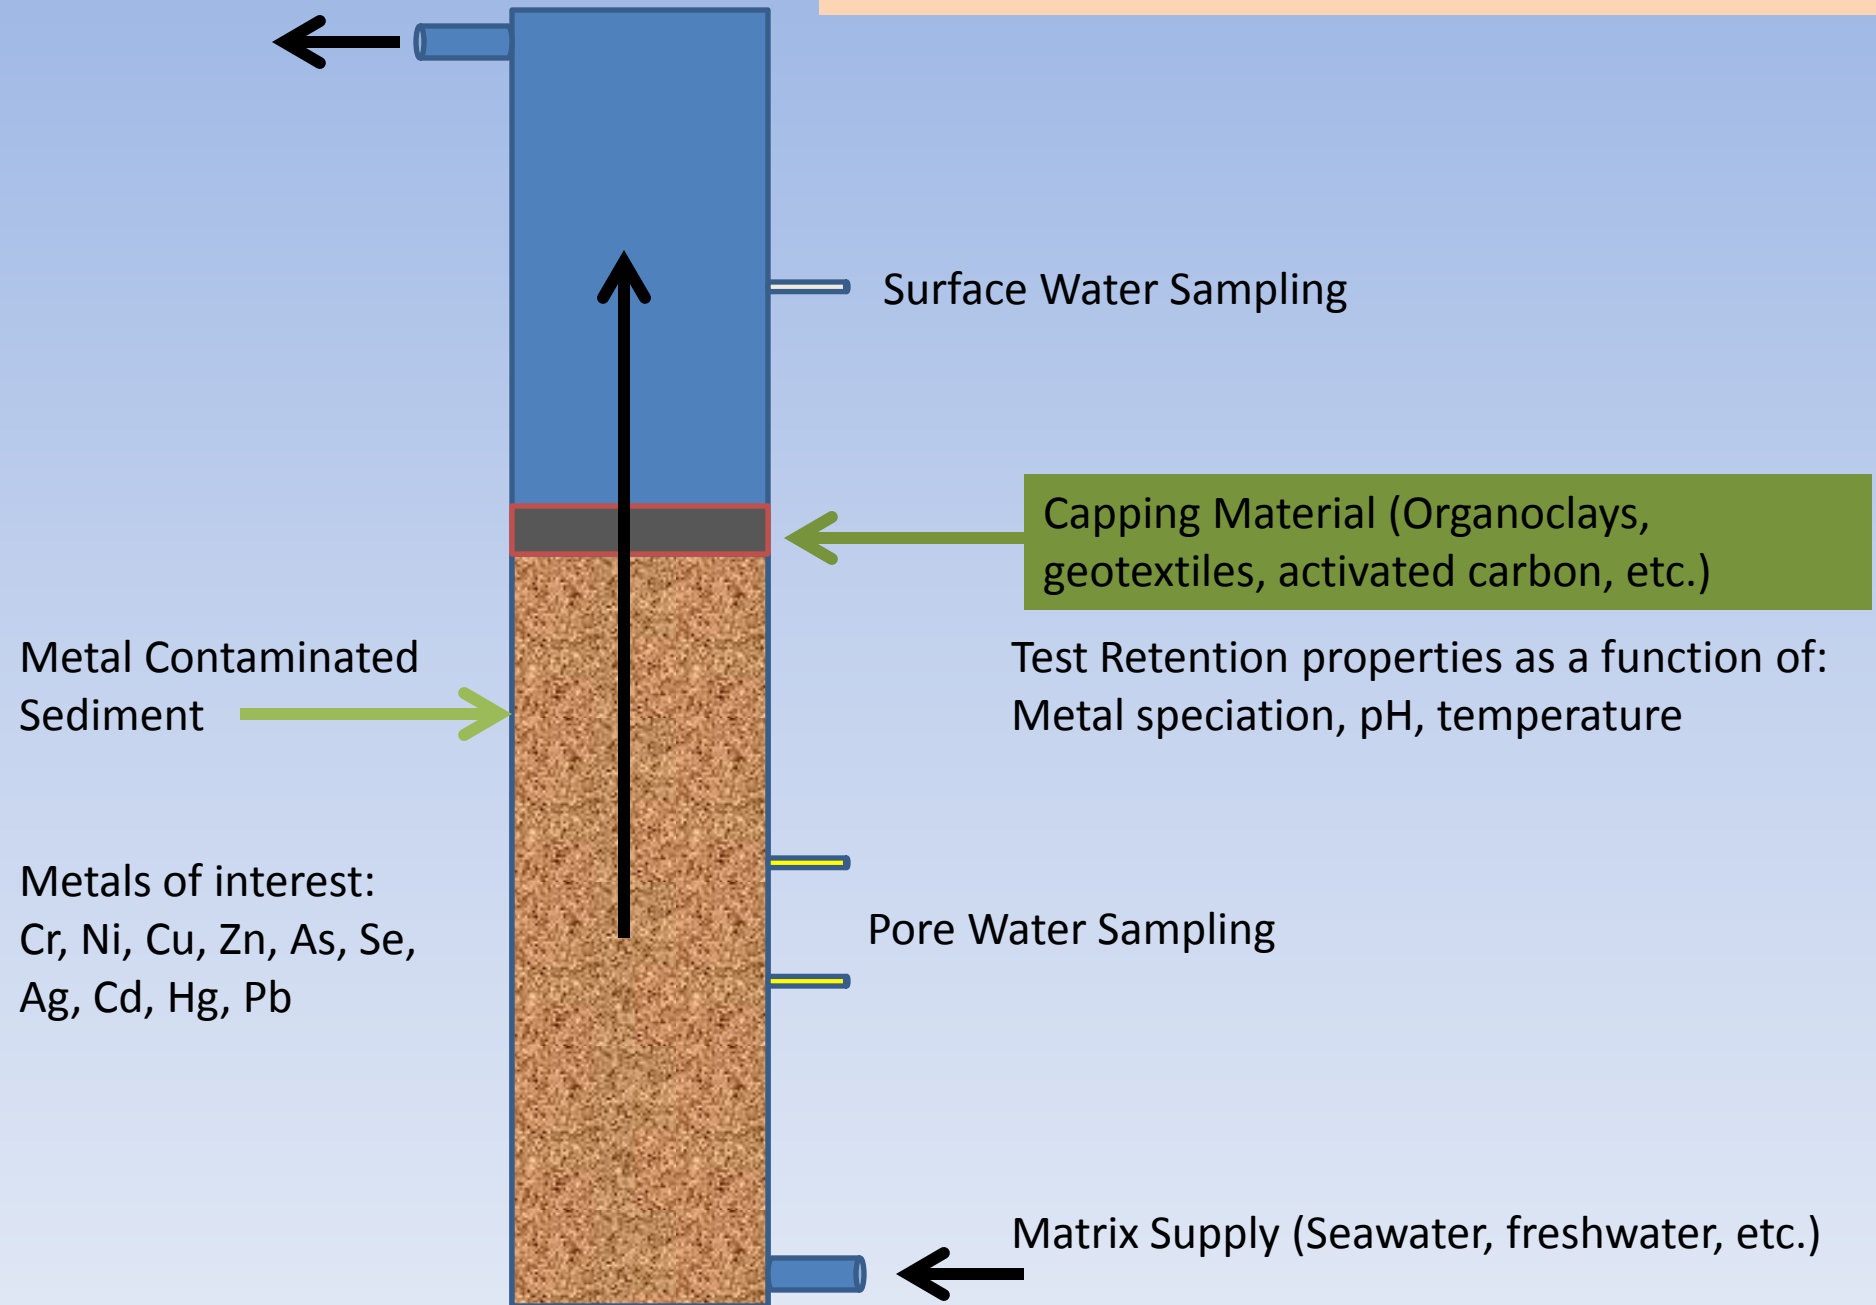 Surface Water Sampling
Capping Material (Organoclays,
geotextiles, activated carbon, etc.)
Metal Contaminated
Sediment
Test Retention properties as a function of:
Metal speciation, pH, temperature
Metals of interest:
Cr, Ni, Cu, Zn, As, Se,
Ag, Cd, Hg, Pb
Pore Water Sampling
Matrix Supply (Seawater, freshwater, etc.)